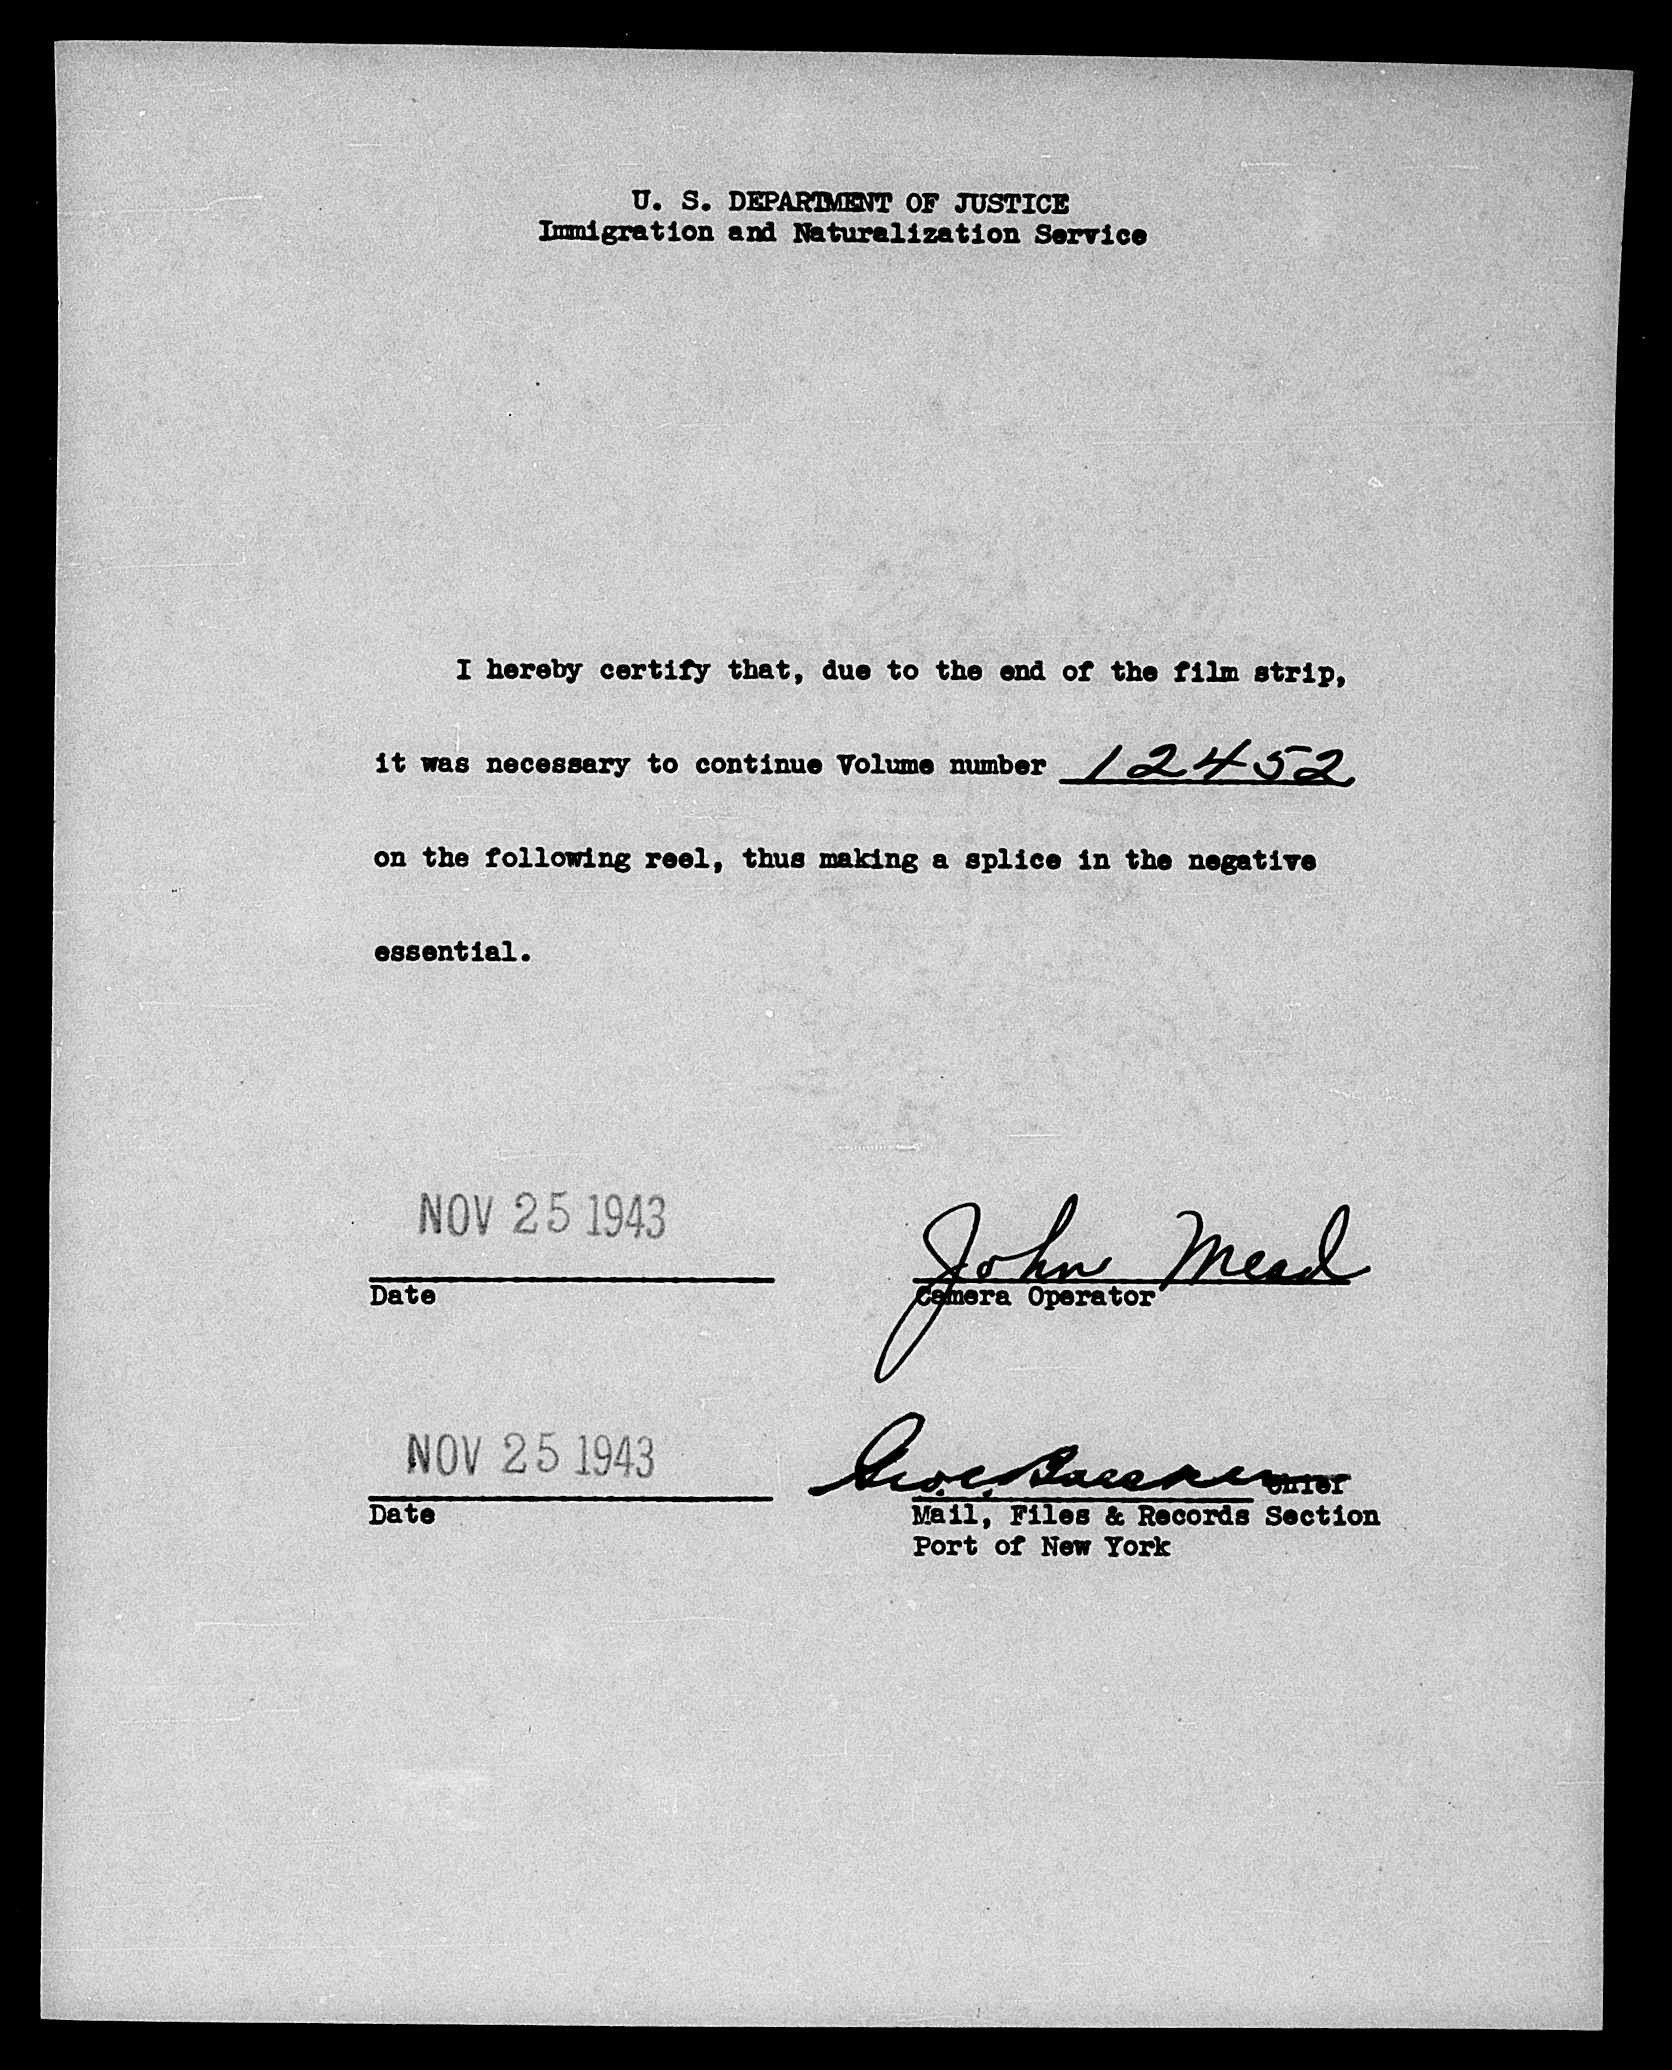 U. S. DEPARTMENT OF JUSTICE
Immigration and Naturalization Service
I hereby certify that, due to the end of the film strip,
it was necessary to continue Volume number 12452
on the following reel, thus making a splice in the negative
essential.
NOV 25 1943
John Mead
Date
Camera Operator
NOV 25 1943
Geo. Chief
Date
Mail, Files & Records Section
Port of New York